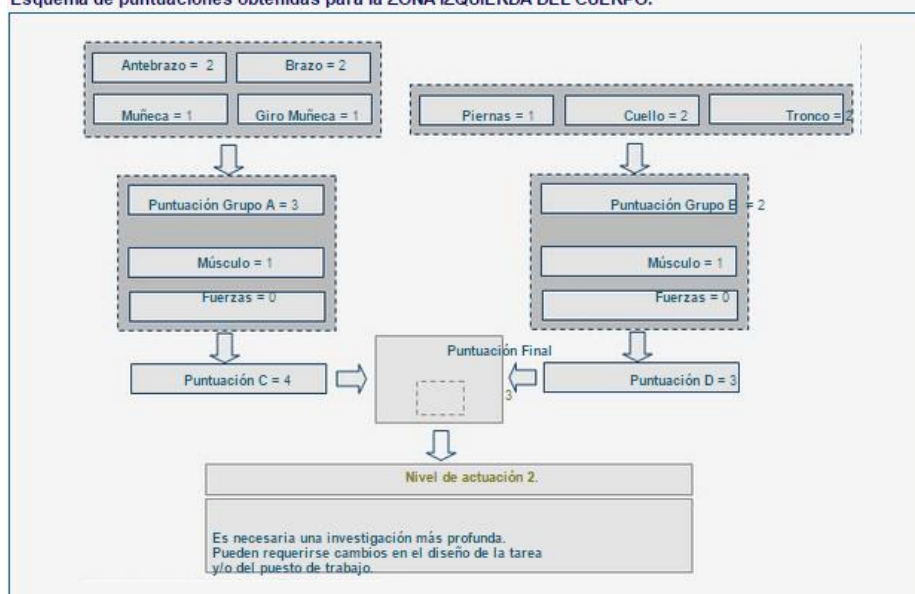 Esquema de puntuaciones obtenidas para la ZONA IZQUIERDA DEL CUERPO:
Antebrazo = 2
Brazo = 2
Muñeca = 1
Giro Muñeca = 1
Piernas = 1
Cuello = 2
Tronco = 2
Puntuación Grupo A = 3
Músculo = 1
Fuerzas = 0
Puntuación Grupo B = 2
Músculo = 1
Fuerzas = 0
Puntuación C = 4
Puntuación Final
3
Puntuación D = 3
Nivel de actuación 2.
Es necesaria una investigación más profunda.
Pueden requerirse cambios en el diseño de la tarea
y/o del puesto de trabajo.